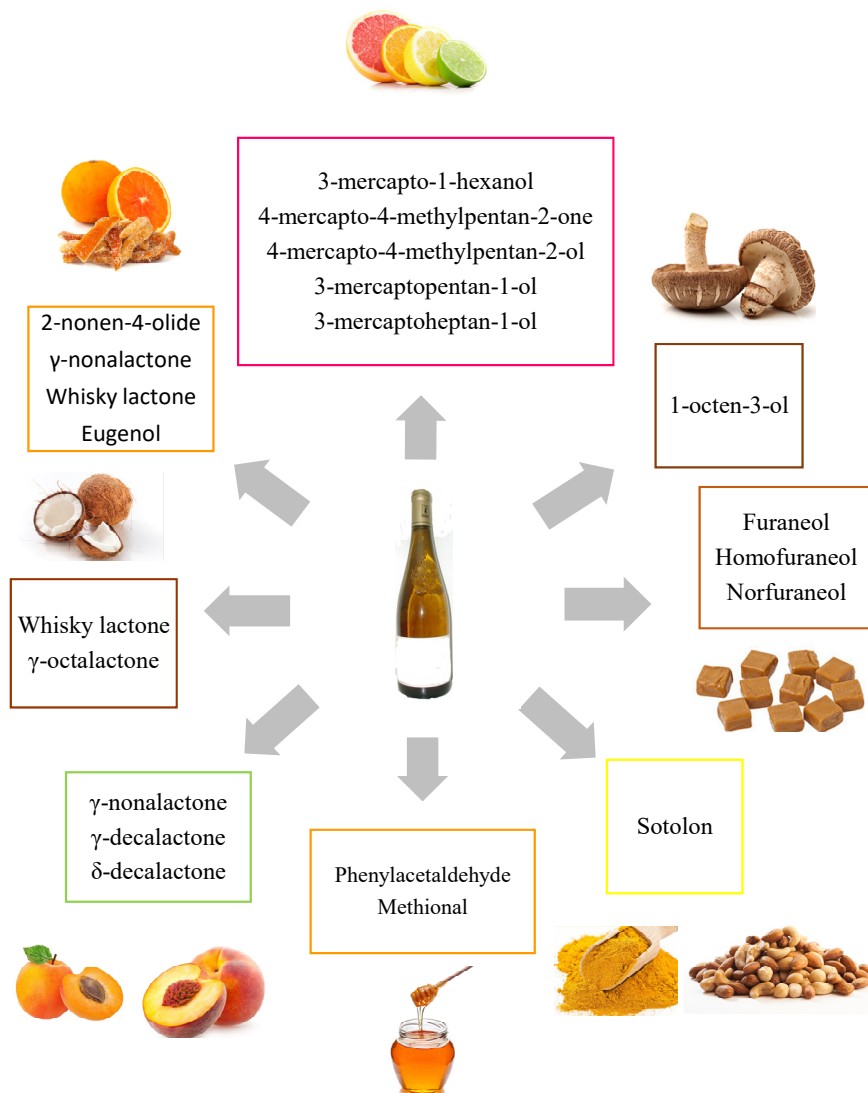 3-mercapto-1-hexanol
4-mercapto-4-methylpentan-2-one
4-mercapto-4-methylpentan-2-ol
3-mercaptopentan-1-ol
3-mercaptoheptan-1-ol
2-nonen-4-olide
γ-nonalactone
Whisky lactone
Eugenol
1-octen-3-ol
Furaneol
Homofuraneol
Norfuraneol
Whisky lactone
γ-octalactone
γ-nonalactone
γ-decalactone
δ-decalactone
Phenylacetaldehyde
Methional
Sotolon